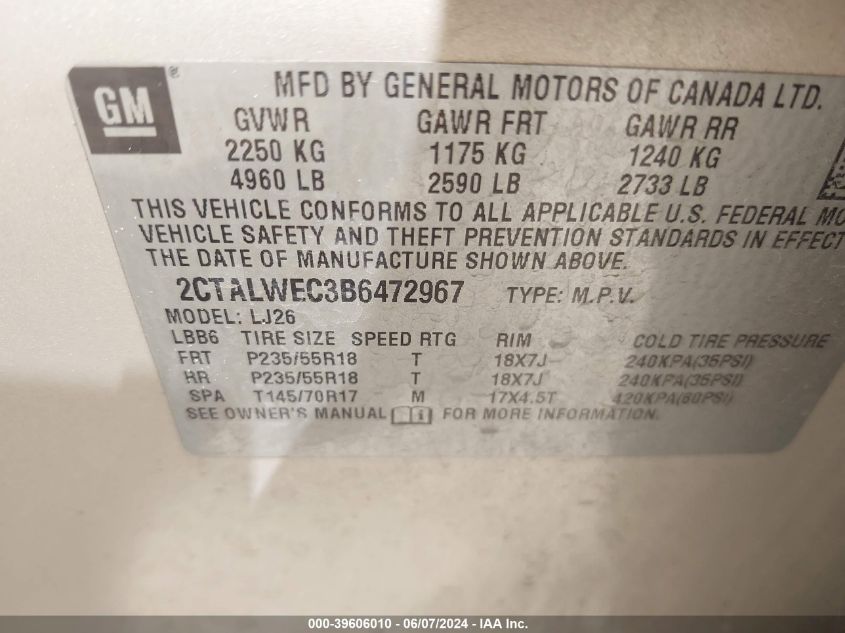 GM ®
MFD BY GENERAL MOTORS OF CANADA LTD.
GVWR GAWR FRT GAWR RR
2250 KG 1175 KG 1240 KG
4960 LB 2590 LB 2733 LB
THIS VEHICLE CONFORMS TO ALL APPLICABLE U.S. FEDERAL MO
VEHICLE SAFETY AND THEFT PREVENTION STANDARDS IN EFFECT
THE DATE OF MANUFACTURE SHOWN ABOVE.
2CTALWEC3B6472967 TYPE: M.P.V.
MODEL: LJ26
LBB6 TIRE SIZE SPEED RTG RIM COLD TIRE PRESSURE
FRT P235/55R18 T 18X7J 240KPA(35PSI)
RR P235/55R18 T 18X7J 240KPA(35PSI)
SPA T145/70R17 M 17X4.5T 420KPA(60PSI)
SEE OWNER'S MANUAL FOR MORE INFORMATION.
000-39606010 - 06/07/2024 - IAA Inc.